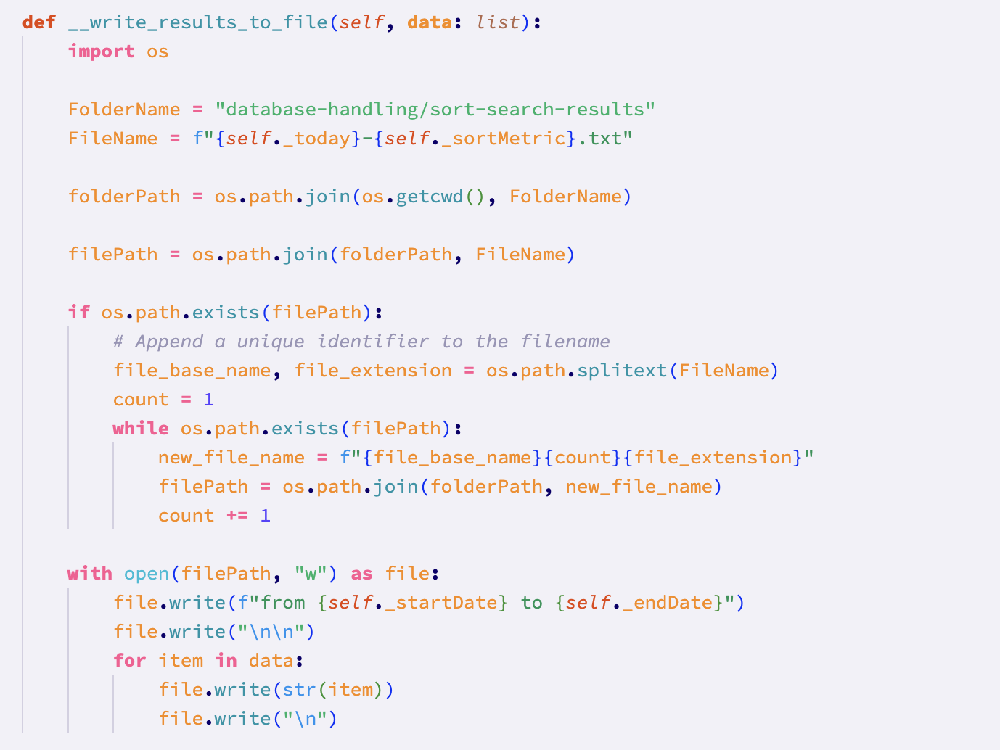 def __write_results_to_file(self, data: list):
    import os

    FolderName = "database-handling/sort-search-results"
    FileName = f"{self._today}-{self._sortMetric}.txt"

    folderPath = os.path.join(os.getcwd(), FolderName)

    filePath = os.path.join(folderPath, FileName)

    if os.path.exists(filePath):
        # Append a unique identifier to the filename
        file_base_name, file_extension = os.path.splitext(FileName)
        count = 1
        while os.path.exists(filePath):
            new_file_name = f"{file_base_name}{count}{file_extension}"
            filePath = os.path.join(folderPath, new_file_name)
            count += 1

    with open(filePath, "w") as file:
        file.write(f"from {self._startDate} to {self._endDate}")
        file.write("\n\n")
        for item in data:
            file.write(str(item))
            file.write("\n")